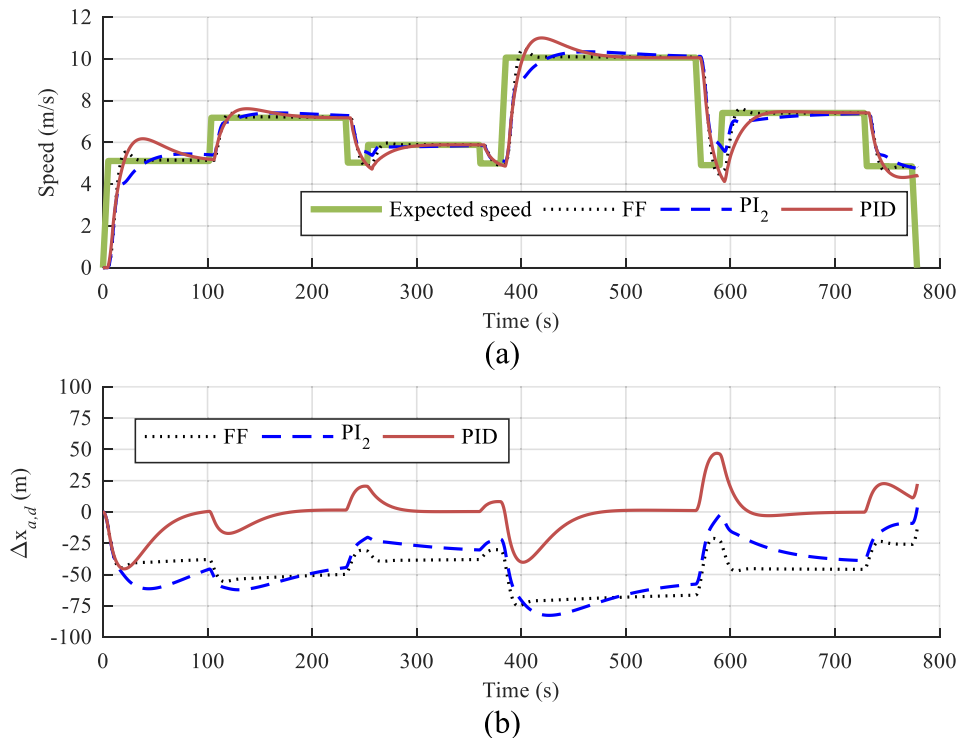 12
10
8
6
4
2
0
Speed (m/s)
Expected speed FF PI2 PID
0 100 200 300 400 500 600 700 800
Time (s)
(a)
100
75
50
25
0
-25
-50
-75
-100
Δx a.d (m)
FF PI2 PID
0 100 200 300 400 500 600 700 800
Time (s)
(b)